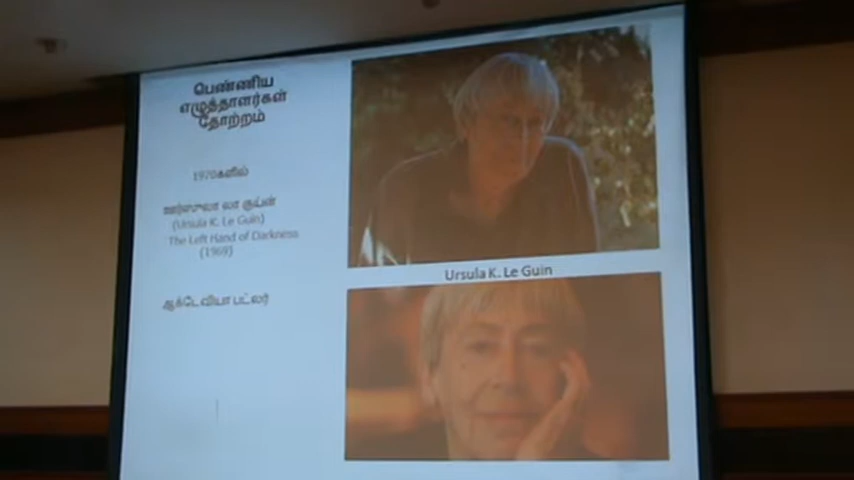 பெண்ணிய
எழுத்தாளர்கள்
தோற்றம்
1970களில்
ஊர்ஸுலா லா குய்ன்
(Ursula K. Le Guin)
The Left Hand of Darkness
(1969)
ஆக்டேவியா பட்லர்
Ursula K. Le Guin